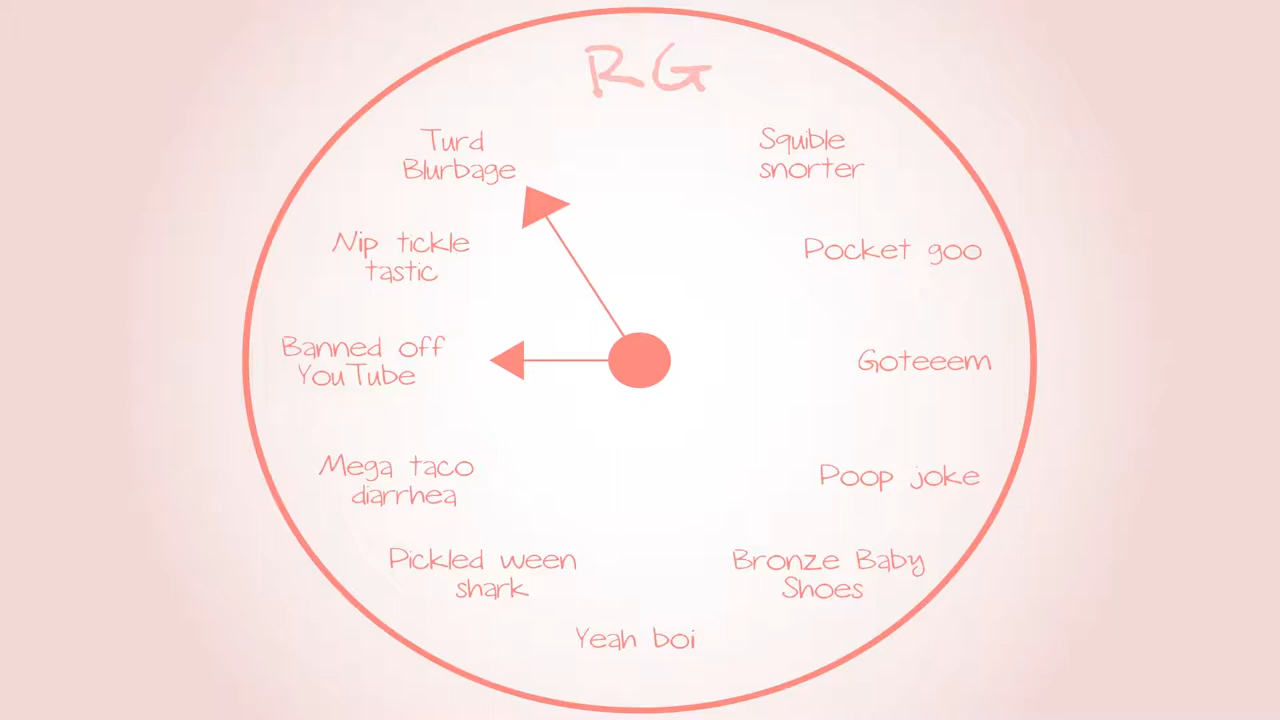 RG
Turd
Blurbage
Squible
snorter
Nip tickle
tastic
Pocket goo
Banned off
YouTube
Goteeem
Mega taco
diarrhea
Poop joke
Pickled ween
shark
Bronze Baby
Shoes
Yeah boi